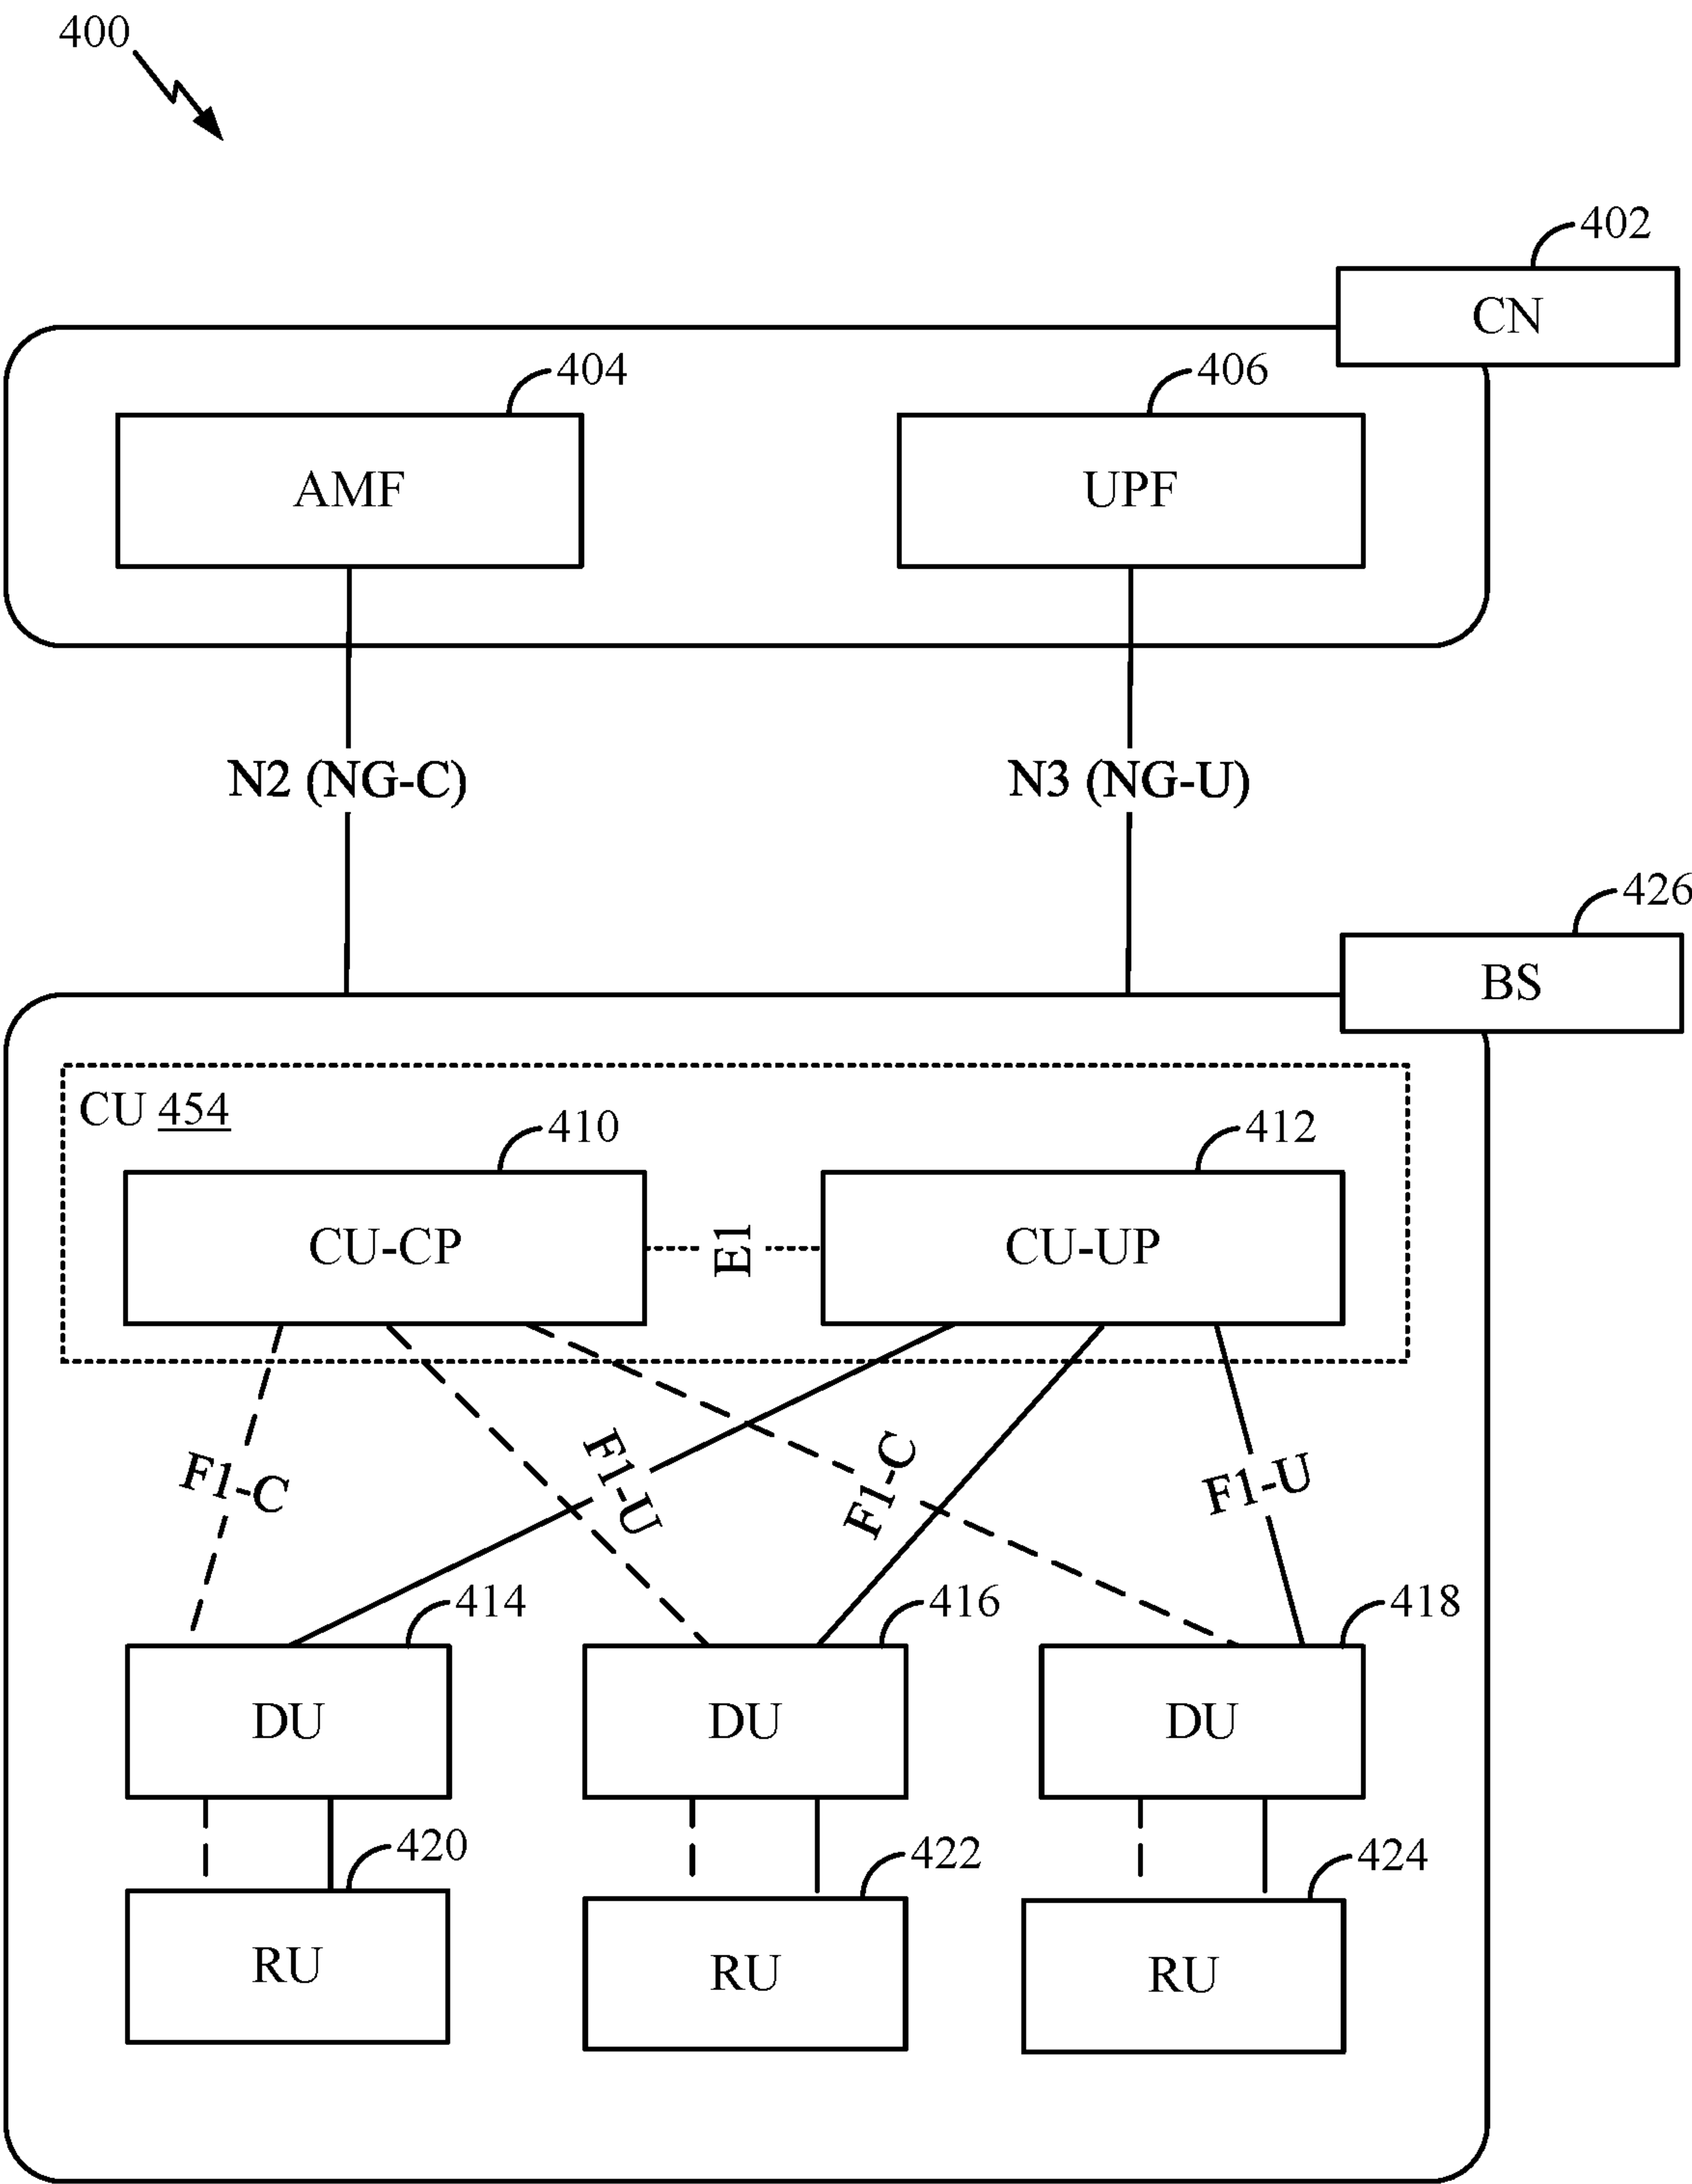 400
402
CN
404
406
AMF
UPF
N2 (NG-C)
N3 (NG-U)
426
BS
CU 454
410
412
CU-CP
E1
CU-UP
F1-C
F1-U
F1-C
F1-U
414
416
418
DU
DU
DU
420
422
424
RU
RU
RU